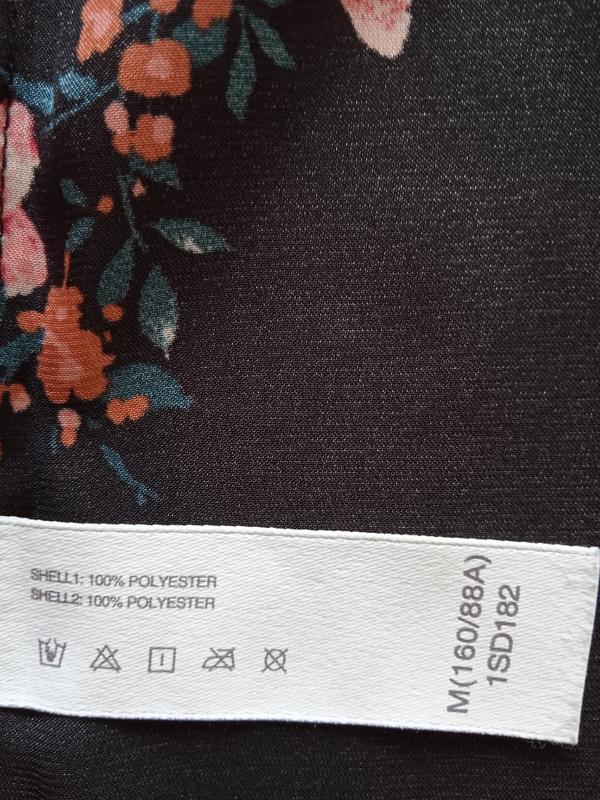 SHELL1: 100% POLYESTER
SHELL2: 100% POLYESTER
M(160/88A)
1SD182